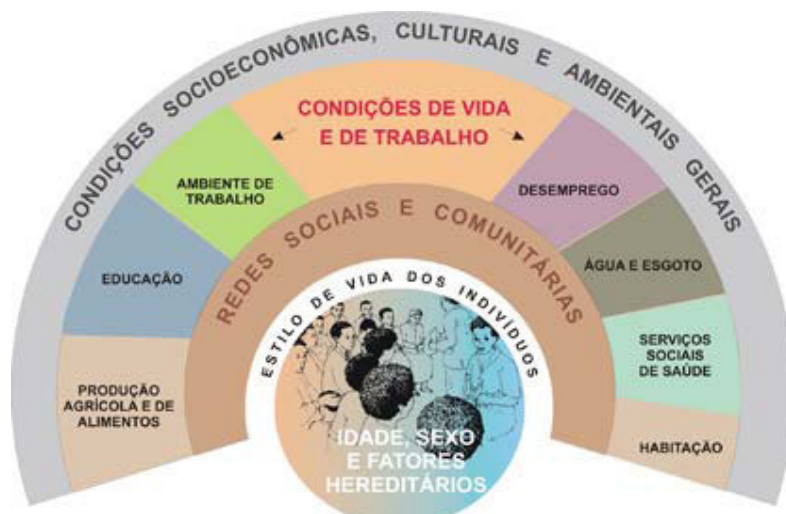 CONDIÇÕES SOCIOECONÔMICAS, CULTURAIS E AMBIENTAIS GERAIS
CONDIÇÕES DE VIDA
E DE TRABALHO
AMBIENTE DE
TRABALHO
DESEMPREGO
REDES SOCIAIS E COMUNITÁRIAS
EDUCAÇÃO
ÁGUA E ESGOTO
ESTILO DE VIDA DOS INDIVÍDUOS
PRODUÇÃO
AGRÍCOLA E DE
ALIMENTOS
SERVIÇOS
SOCIAIS
DE SAÚDE
HABITAÇÃO
IDADE, SEXO
E FATORES
HEREDITÁRIOS